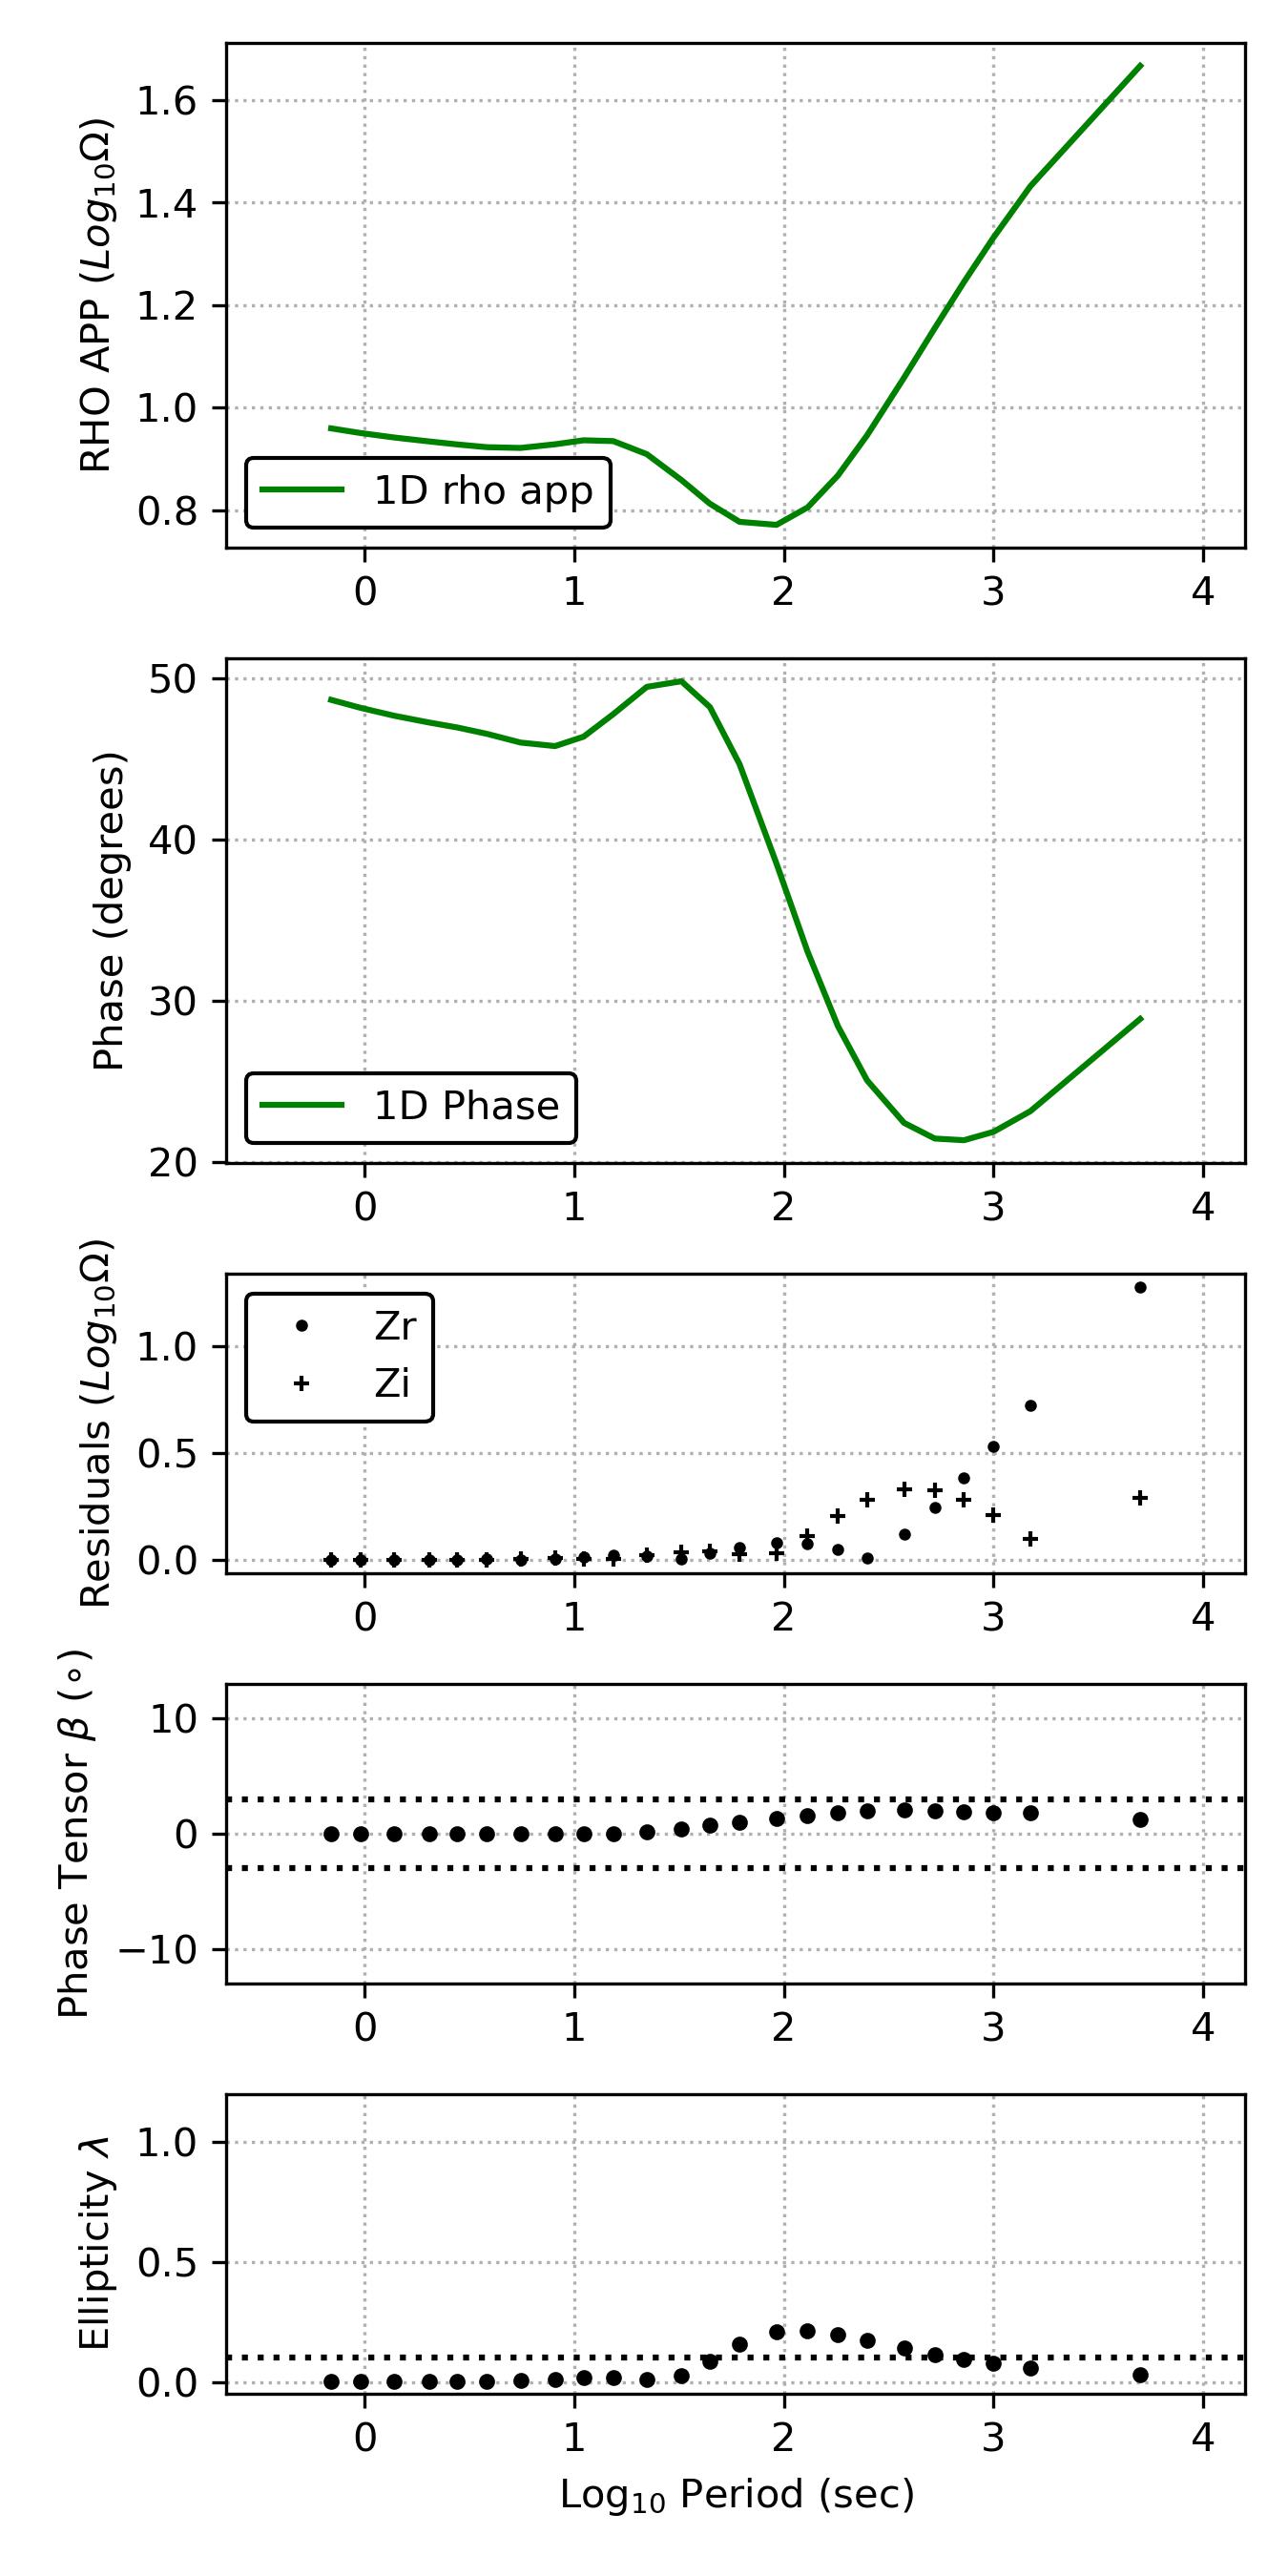 RHO APP (Log₁₀Ω)
1.6
1.4
1.2
1.0
0.8
1D rho app
0 1 2 3 4
Phase (degrees)
50
40
30
20
1D Phase
0 1 2 3 4
Residuals (Log₁₀Ω)
1.0
0.5
0.0
Zr
Zi
0 1 2 3 4
Phase Tensor β (∘)
10
0
−10
0 1 2 3 4
Ellipticity λ
1.0
0.5
0.0
0 1 2 3 4
Log₁₀ Period (sec)